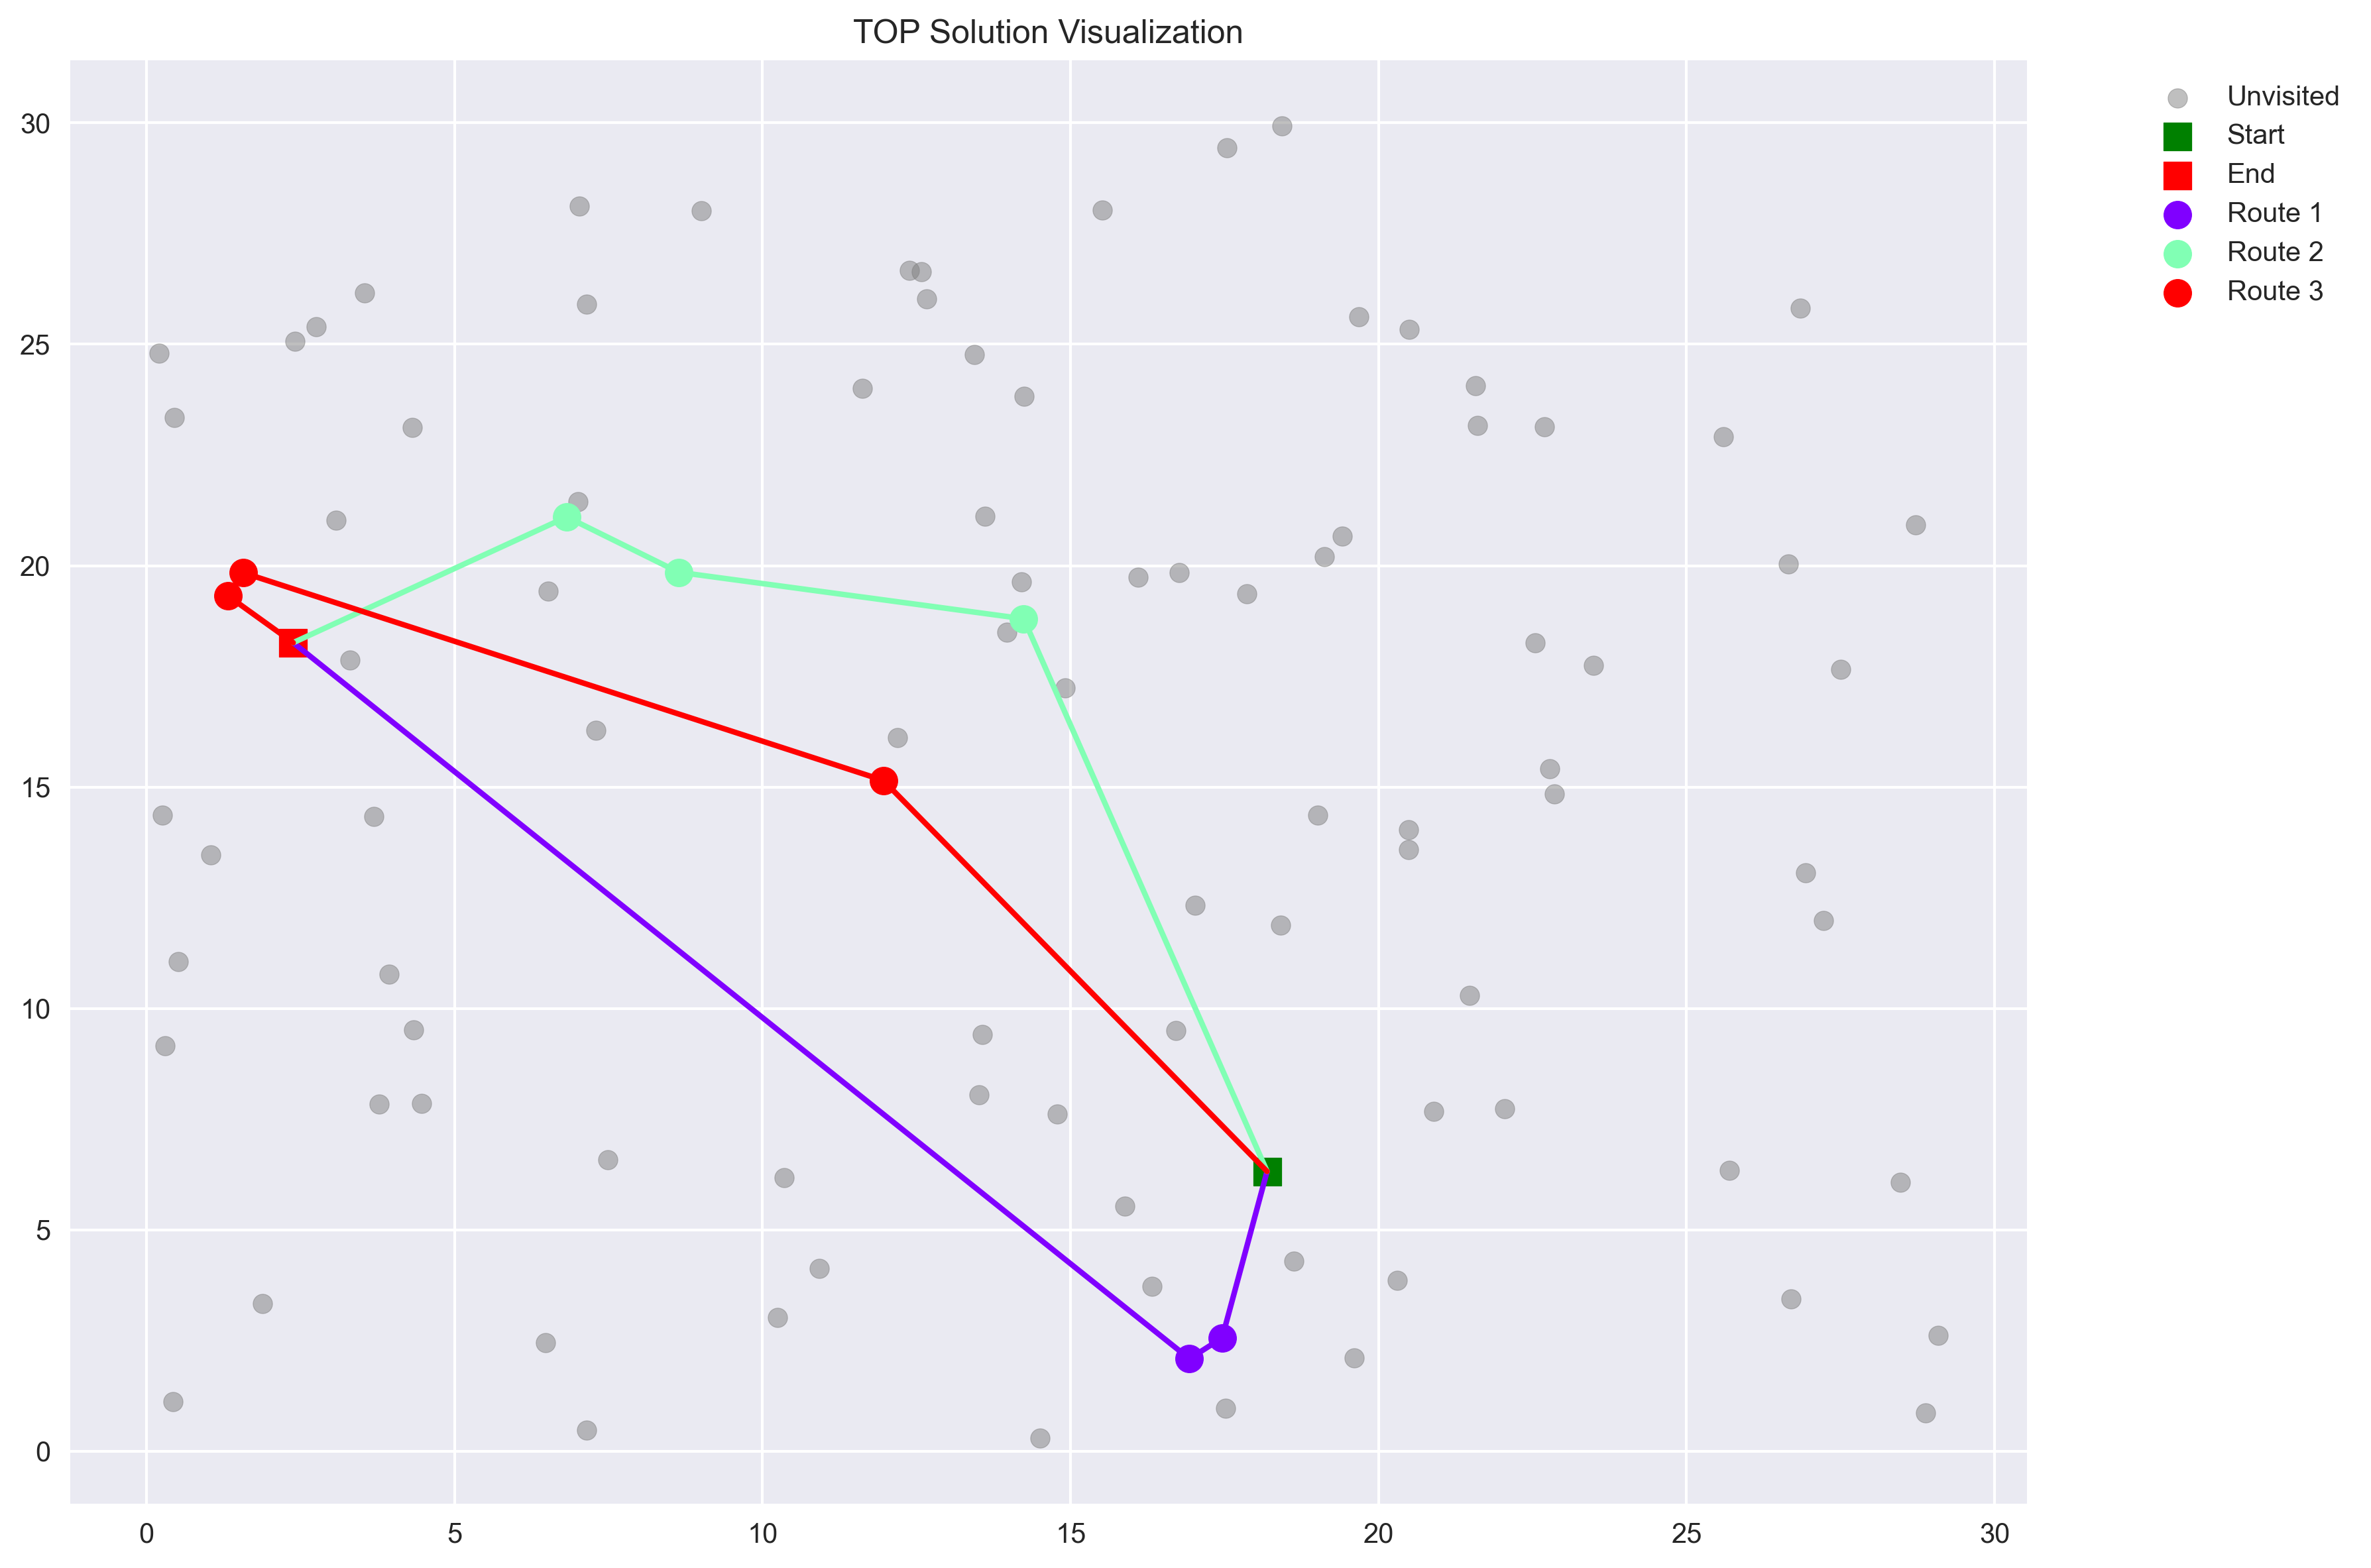 TOP Solution Visualization
Unvisited
Start
End
Route 1
Route 2
Route 3
30
25
20
15
10
5
0
0 5 10 15 20 25 30